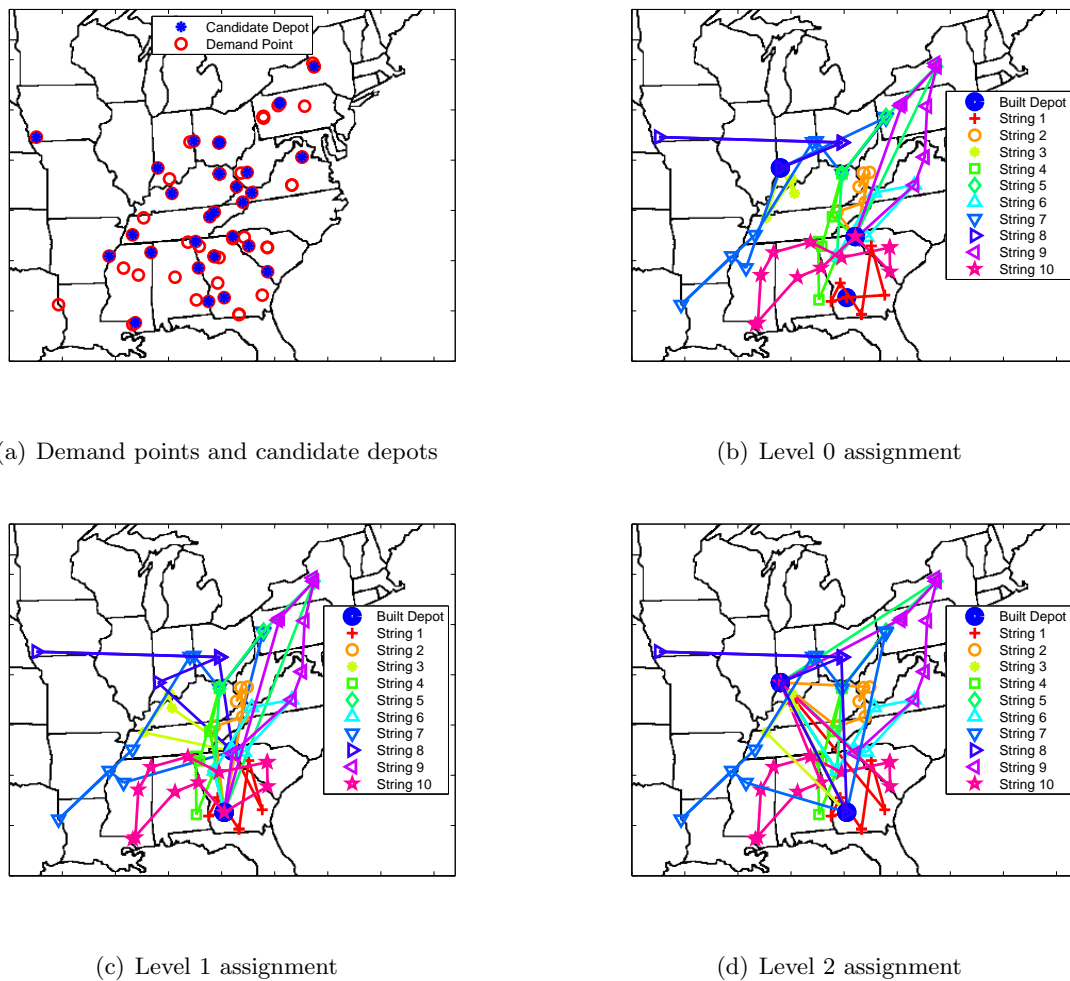 Candidate Depot
Demand Point
Built Depot
String 1
String 2
String 3
String 4
String 5
String 6
String 7
String 8
String 9
String 10
a) Demand points and candidate depots
(b) Level 0 assignment
Built Depot
String 1
String 2
String 3
String 4
String 5
String 6
String 7
String 8
String 9
String 10
Built Depot
String 1
String 2
String 3
String 4
String 5
String 6
String 7
String 8
String 9
String 10
(c) Level 1 assignment
(d) Level 2 assignment